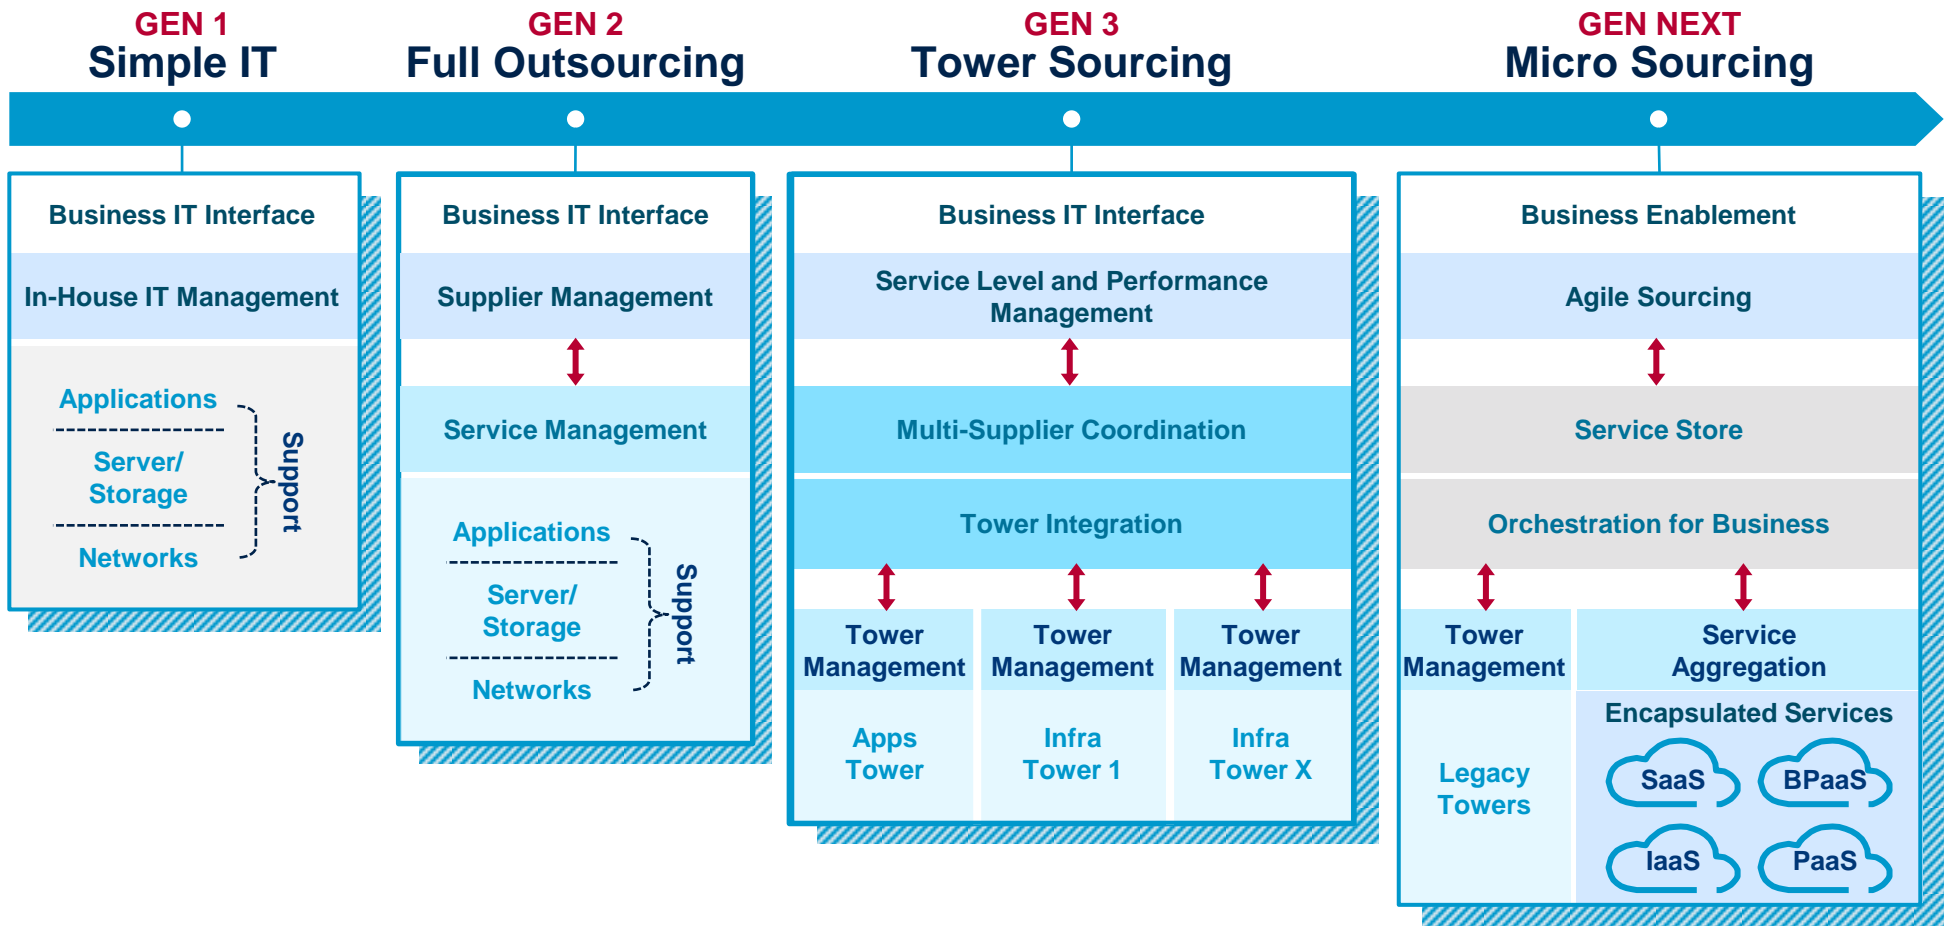 GEN 1
Simple IT
GEN 2
Full Outsourcing
GEN 3
Tower Sourcing
GEN NEXT
Micro Sourcing
Business IT Interface
In-House IT Management
Applications
Server/
Storage
Networks
Support
Business IT Interface
Supplier Management
Service Management
Applications
Server/
Storage
Networks
Support
Business IT Interface
Service Level and Performance
Management
Multi-Supplier Coordination
Tower Integration
Tower
Management
Tower
Management
Tower
Management
Apps
Tower
Infra
Tower 1
Infra
Tower X
Business Enablement
Agile Sourcing
Service Store
Orchestration for Business
Tower
Management
Service
Aggregation
Legacy
Towers
Encapsulated Services
SaaS
BPaaS
IaaS
PaaS